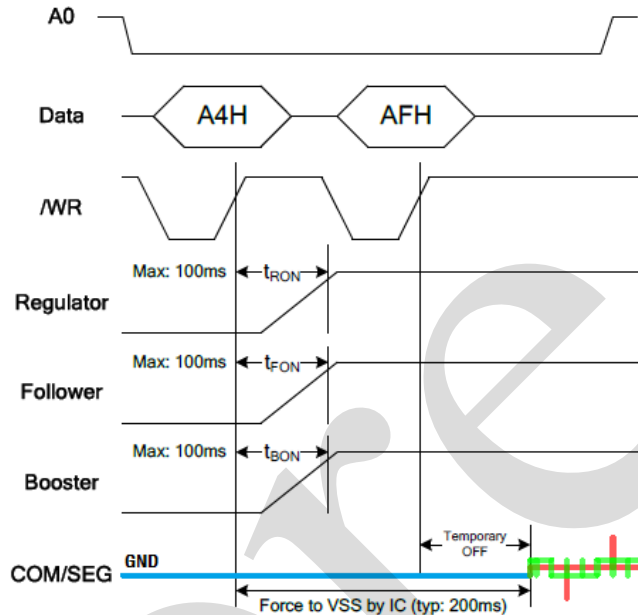 A0
Data
A4H
AFH
/WR
Max: 100ms
tRON
Regulator
Max: 100ms
tFON
Follower
Max: 100ms
tBON
Booster
Temporary
OFF
GND
COM/SEG
Force to VSS by IC (typ: 200ms)